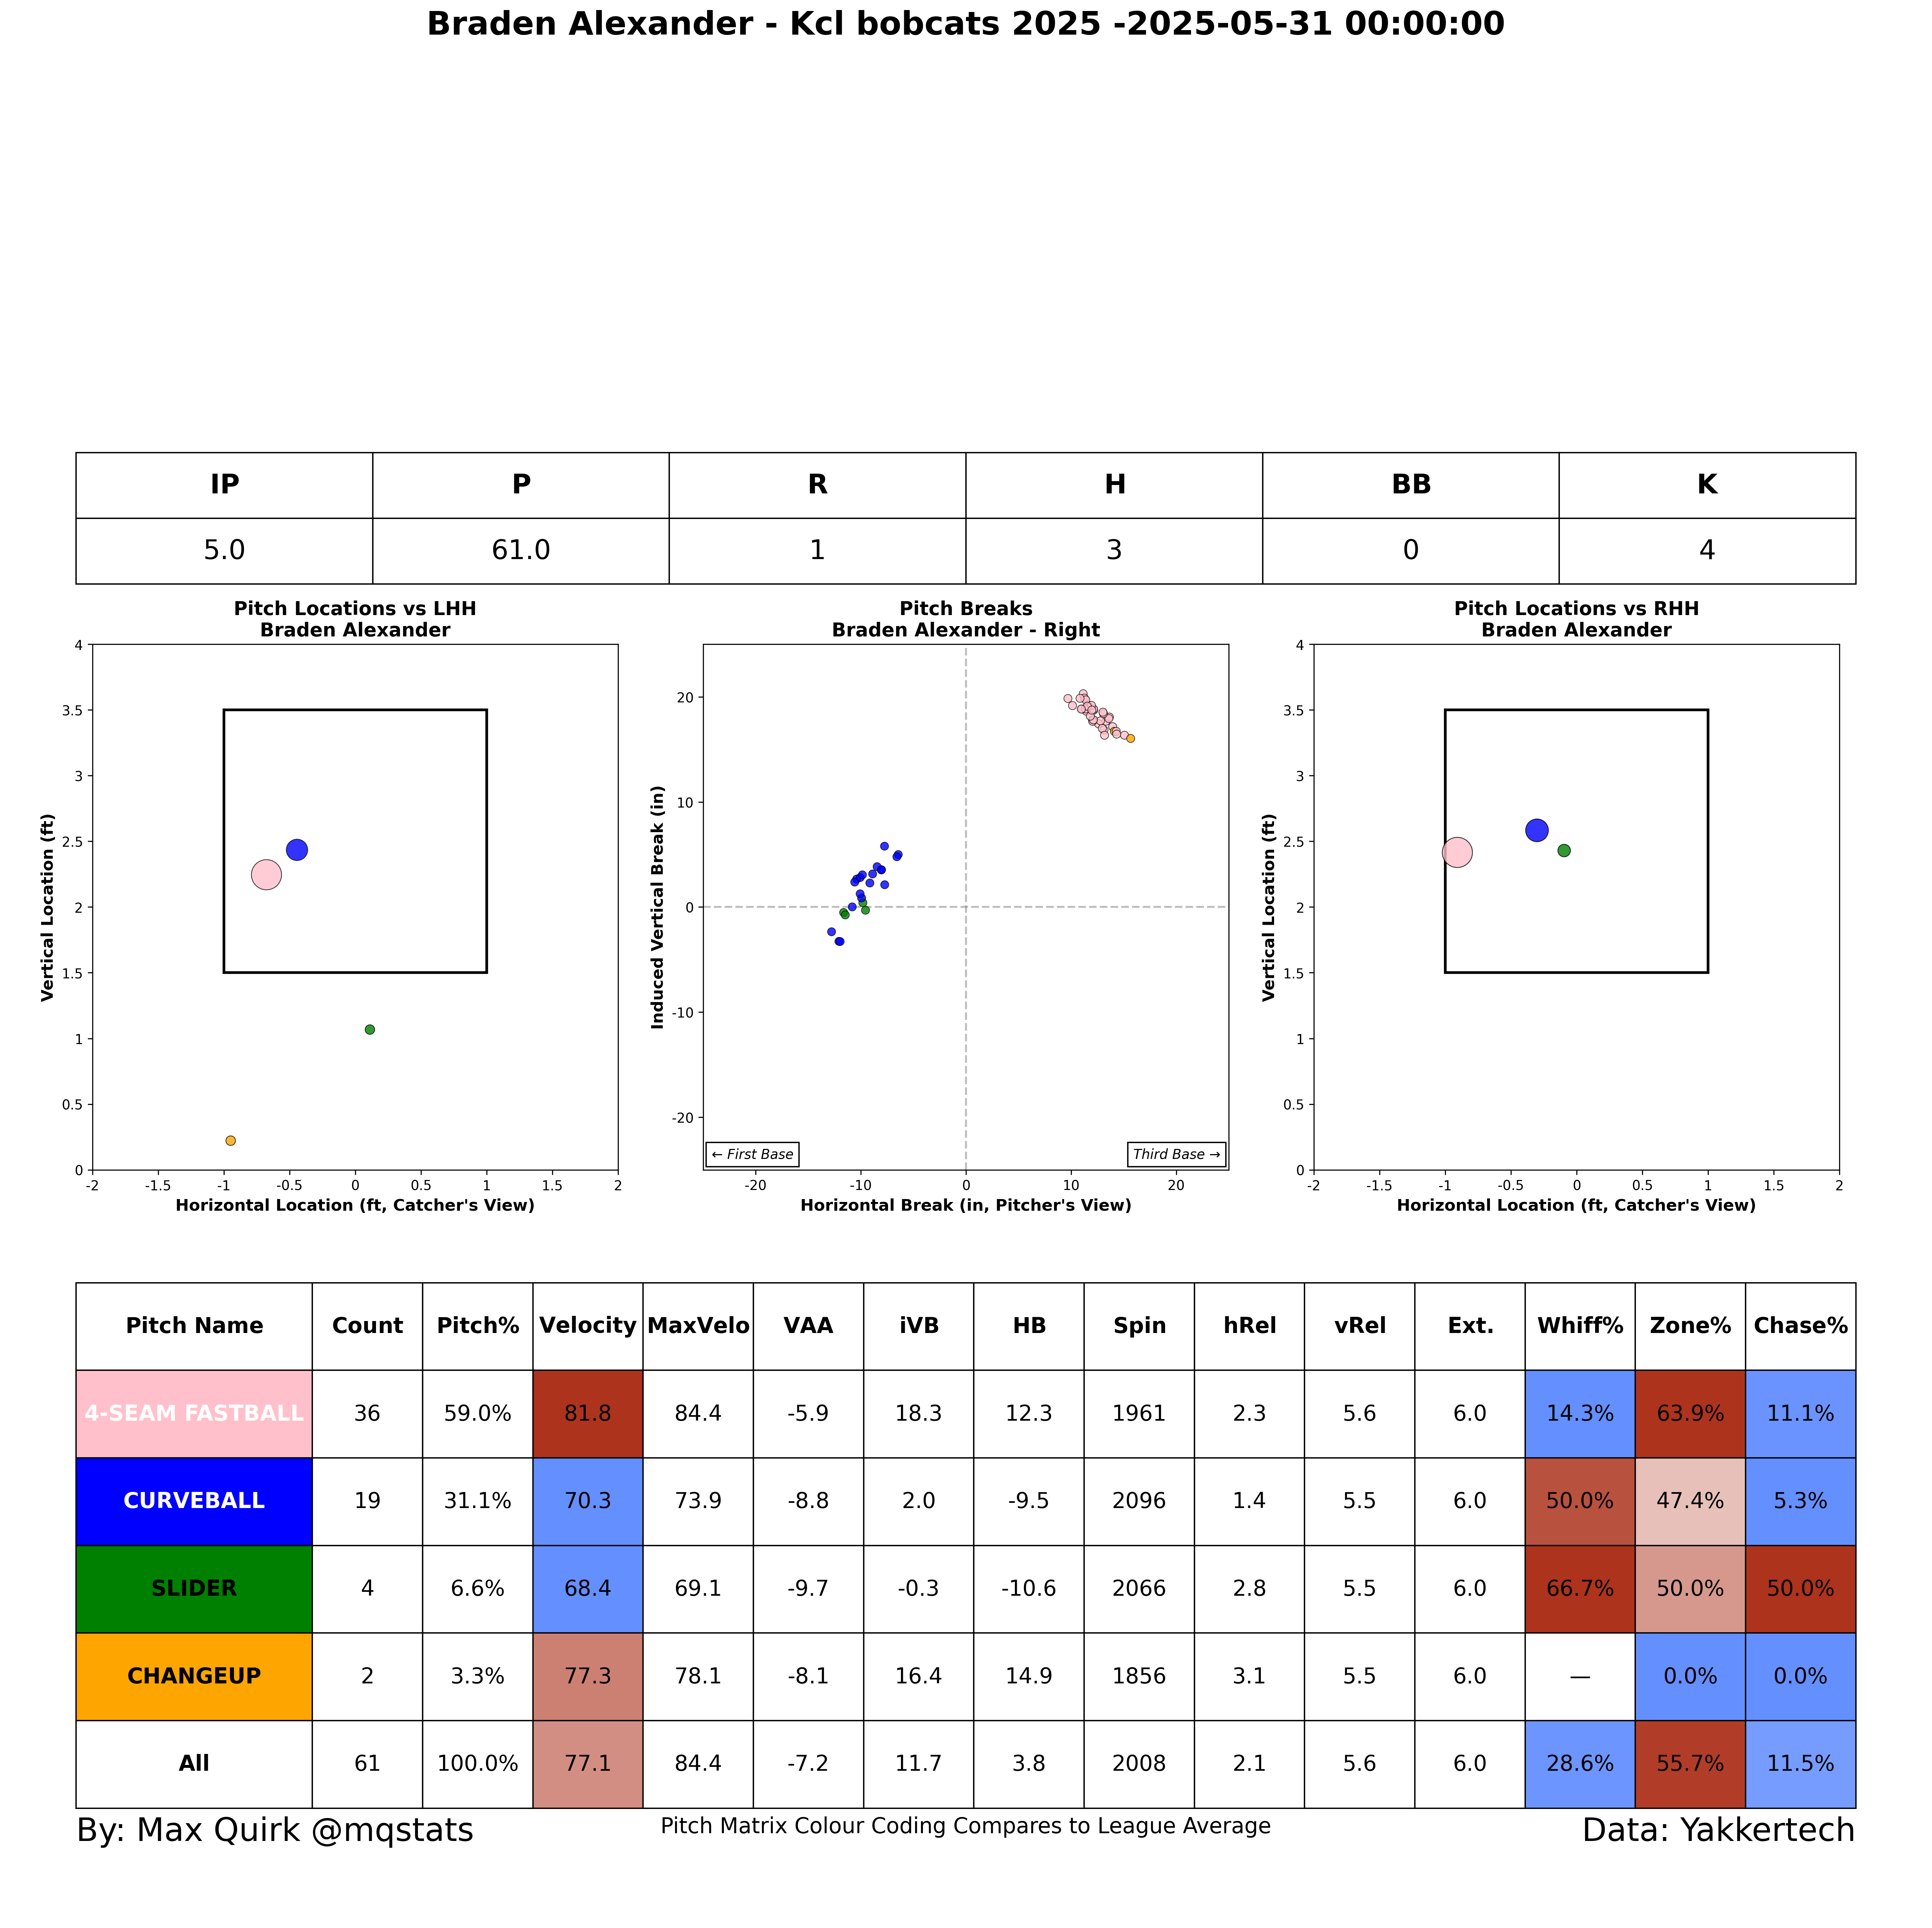 Braden Alexander - Kcl bobcats 2025 -2025-05-31 00:00:00
IP P R H BB K
5.0 61.0 1 3 0 4
Pitch Locations vs LHH
Braden Alexander
4
3.5
3
2.5
2
1.5
1
0.5
0
-2 -1.5 -1 -0.5 0 0.5 1 1.5 2
Vertical Location (ft)
Horizontal Location (ft, Catcher's View)
Pitch Breaks
Braden Alexander - Right
20
10
0
-10
-20
← First Base
Third Base →
-20 -10 0 10 20
Induced Vertical Break (in)
Horizontal Break (in, Pitcher's View)
Pitch Locations vs RHH
Braden Alexander
4
3.5
3
2.5
2
1.5
1
0.5
0
-2 -1.5 -1 -0.5 0 0.5 1 1.5 2
Vertical Location (ft)
Horizontal Location (ft, Catcher's View)
Pitch Name Count Pitch% Velocity MaxVelo VAA iVB HB Spin hRel vRel Ext. Whiff% Zone% Chase%
4-SEAM FASTBALL 36 59.0% 81.8 84.4 -5.9 18.3 12.3 1961 2.3 5.6 6.0 14.3% 63.9% 11.1%
CURVEBALL 19 31.1% 70.3 73.9 -8.8 2.0 -9.5 2096 1.4 5.5 6.0 50.0% 47.4% 5.3%
SLIDER 4 6.6% 68.4 69.1 -9.7 -0.3 -10.6 2066 2.8 5.5 6.0 66.7% 50.0% 50.0%
CHANGEUP 2 3.3% 77.3 78.1 -8.1 16.4 14.9 1856 3.1 5.5 6.0 — 0.0% 0.0%
All 61 100.0% 77.1 84.4 -7.2 11.7 3.8 2008 2.1 5.6 6.0 28.6% 55.7% 11.5%
By: Max Quirk @mqstats
Pitch Matrix Colour Coding Compares to League Average
Data: Yakkertech